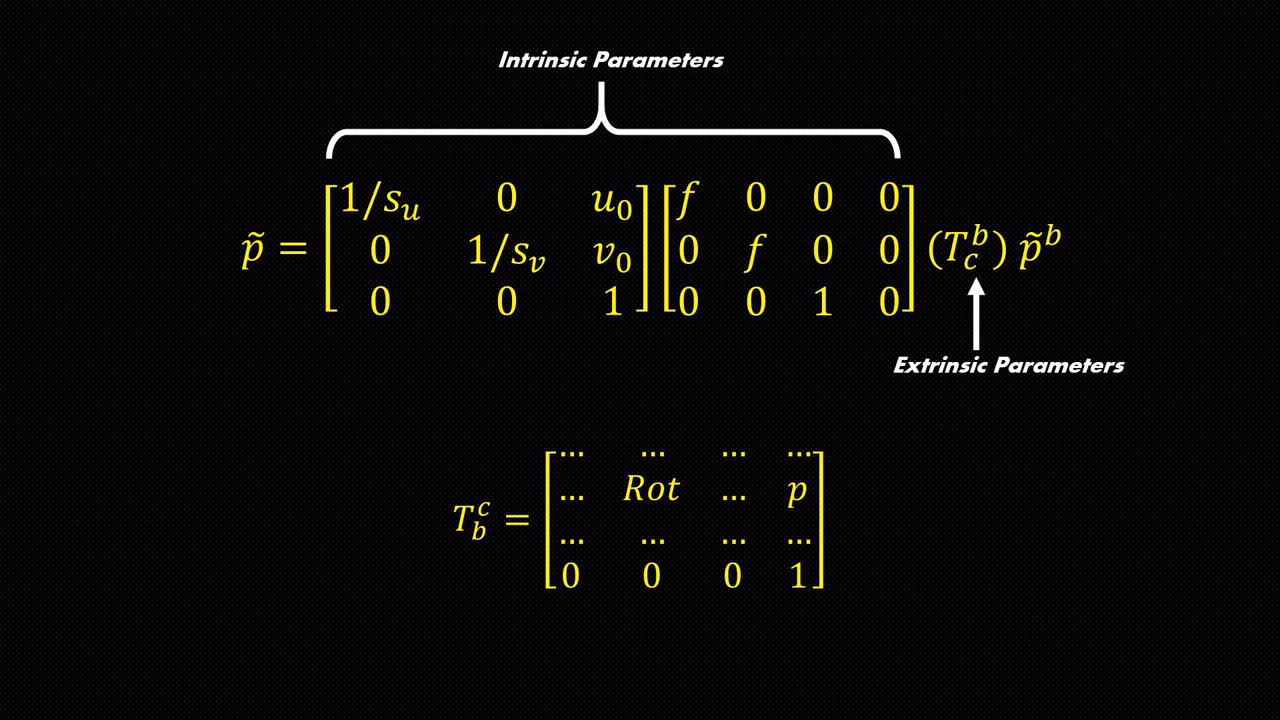 Intrinsic Parameters
p̃ = [1/s_u 0 u_0] [f 0 0 0]
[0 1/s_v v_0] [0 f 0 0] (T_c^b) p̃^b
[0 0 1] [0 0 1 0]
Extrinsic Parameters
[... ... ... ...]
[... Rot ... p]
T_b^c = [... ... ... ...]
[0 0 0 1]